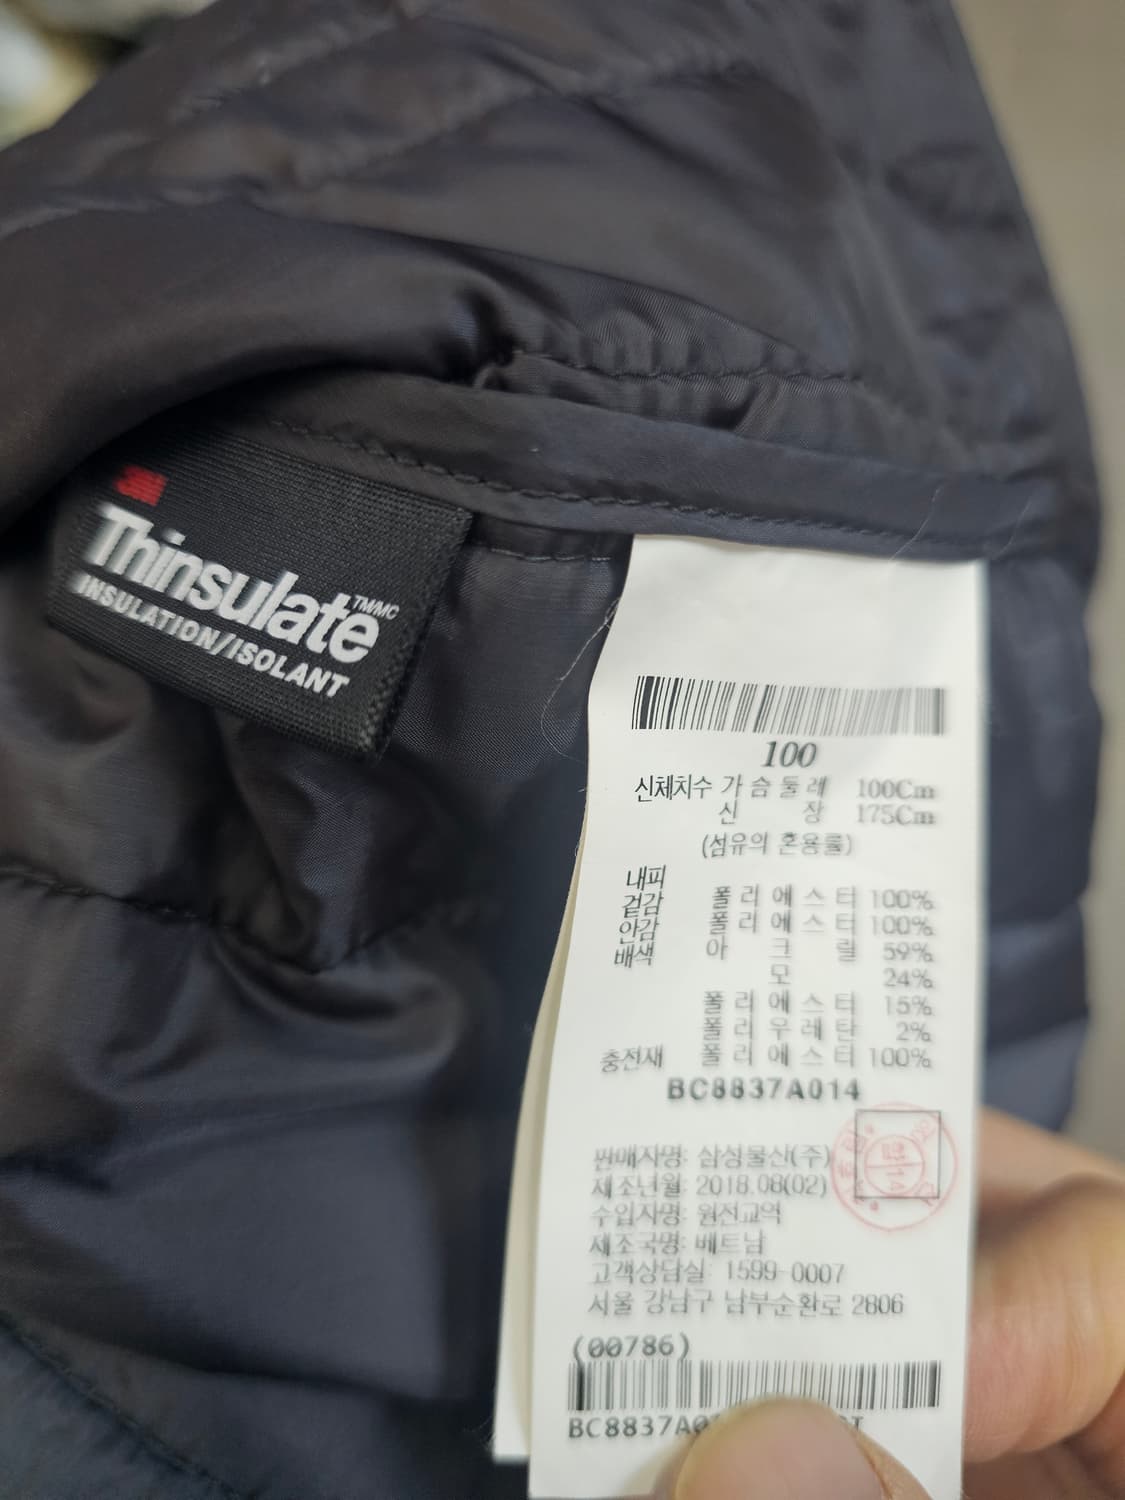 3M
Thinsulate™MC
INSULATION/ISOLANT
100
신체치수 가슴둘레 100Cm
신 장 175Cm
(섬유의 혼용률)
내피
겉감 폴리에스터 100%
안감 폴리에스터 100%
배색 아크릴 59%
모 24%
폴리에스터 15%
폴리우레탄 2%
충전재 폴리에스터 100%
BC8837A014
판매자명: 삼성물산(주)
제조년월: 2018.08(02)
수입자명: 원전교역
제조국명: 베트남
고객상담실: 1599-0007
서울 강남구 남부순환로 2806
(00786)
BC8837A0